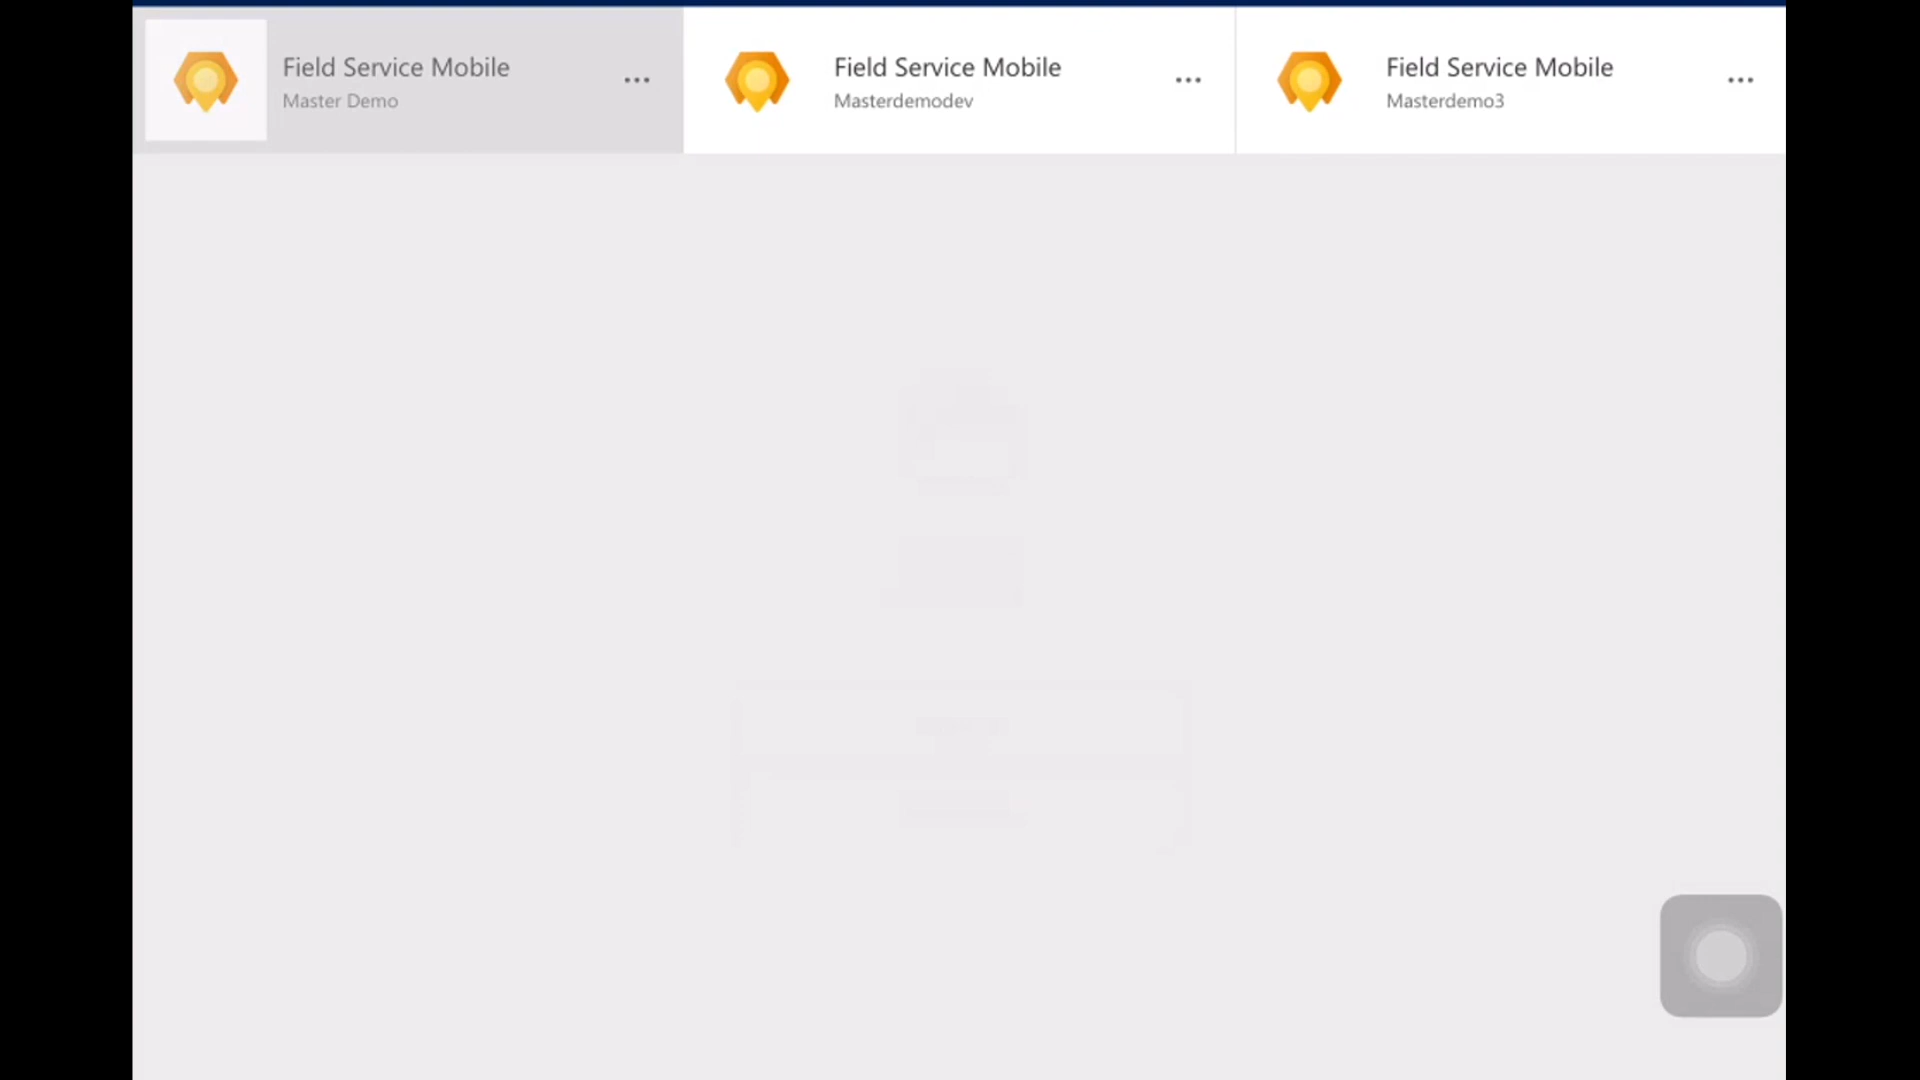 Field Service Mobile
Master Demo
Field Service Mobile
Masterdemodev
Field Service Mobile
Masterdemo3